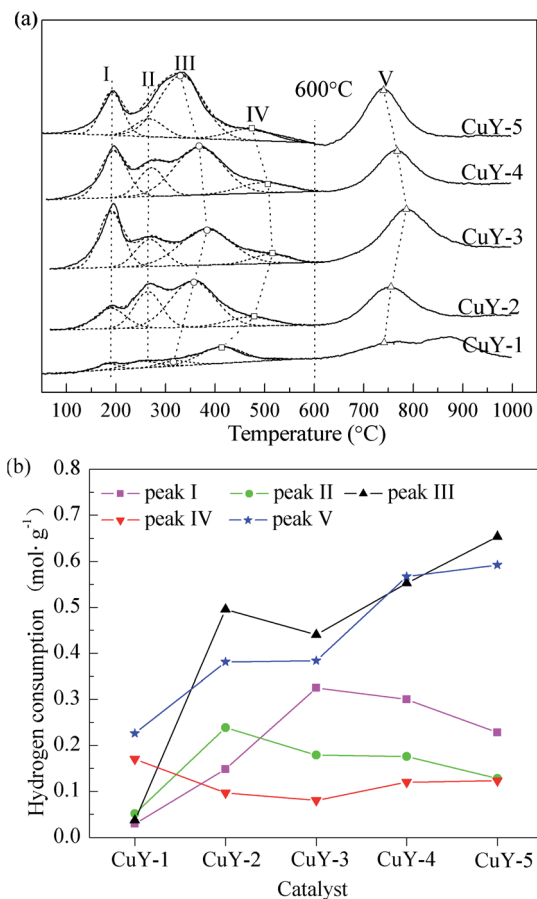 (a)
I
II
III
IV
600°C
V
CuY-5
CuY-4
CuY-3
CuY-2
CuY-1
100 200 300 400 500 600 700 800 900 1000
Temperature (°C)
(b)
0.8
0.7
0.6
0.5
0.4
0.3
0.2
0.1
0.0
Hydrogen consumption (mol· g⁻¹)
peak I peak II peak III
peak IV peak V
CuY-1 CuY-2 CuY-3 CuY-4 CuY-5
Catalyst